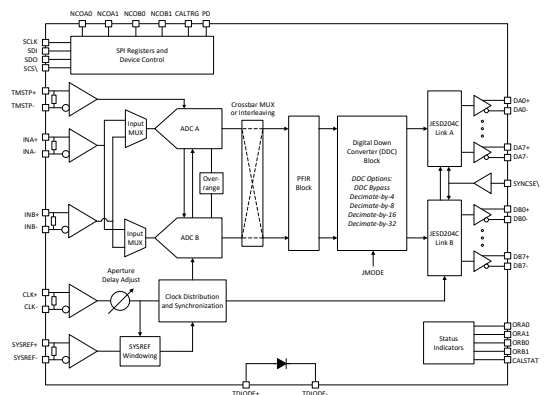 NCOA0 NCOA1 NCOB0 NCOB1 CALTRG PD
SCLK
SDI
SDO
SCS\
SPI Registers and
Device Control
TMSTP+
TMSTP-
INA+
INA-
Input
MUX
ADC A
Crossbar MUX
or Interleaving
Over-
range
INB+
INB-
Input
MUX
ADC B
PFIR
Block
Digital Down
Converter (DDC)
Block
DDC Options:
DDC Bypass
Decimate-by-4
Decimate-by-8
Decimate-by-16
Decimate-by-32
JMODE
JESD204C
Link A
DA0+
DA0-
DA7+
DA7-
SYNCSE\
JESD204C
Link B
DB0+
DB0-
DB7+
DB7-
Aperture
Delay Adjust
CLK+
CLK-
Clock Distribution
and Synchronization
SYSREF+
SYSREF-
SYSREF
Windowing
Status
Indicators
ORA0
ORA1
ORB0
ORB1
CALSTAT
TDIODE+
TDIODE-